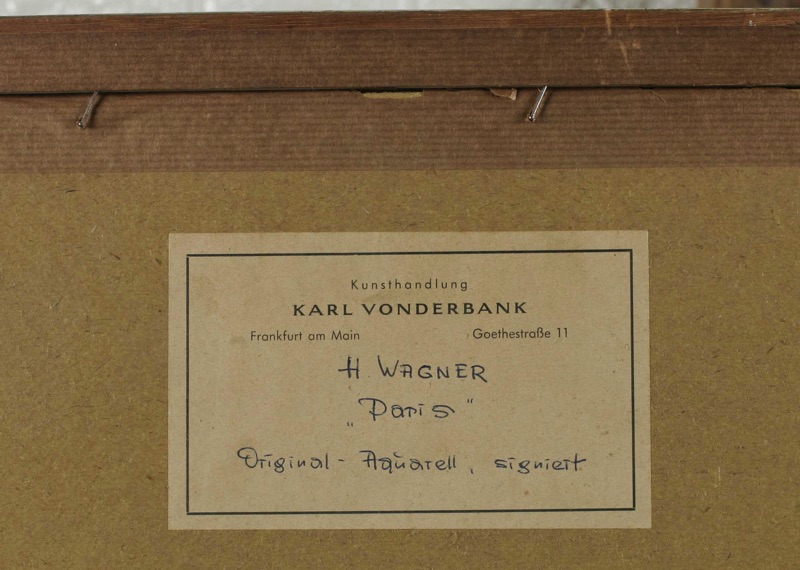 Kunsthandlung
KARL VONDERBANK
Frankfurt am Main Goethestraße 11
H. WAGNER
„Paris"
Original - Aquarell, signiert